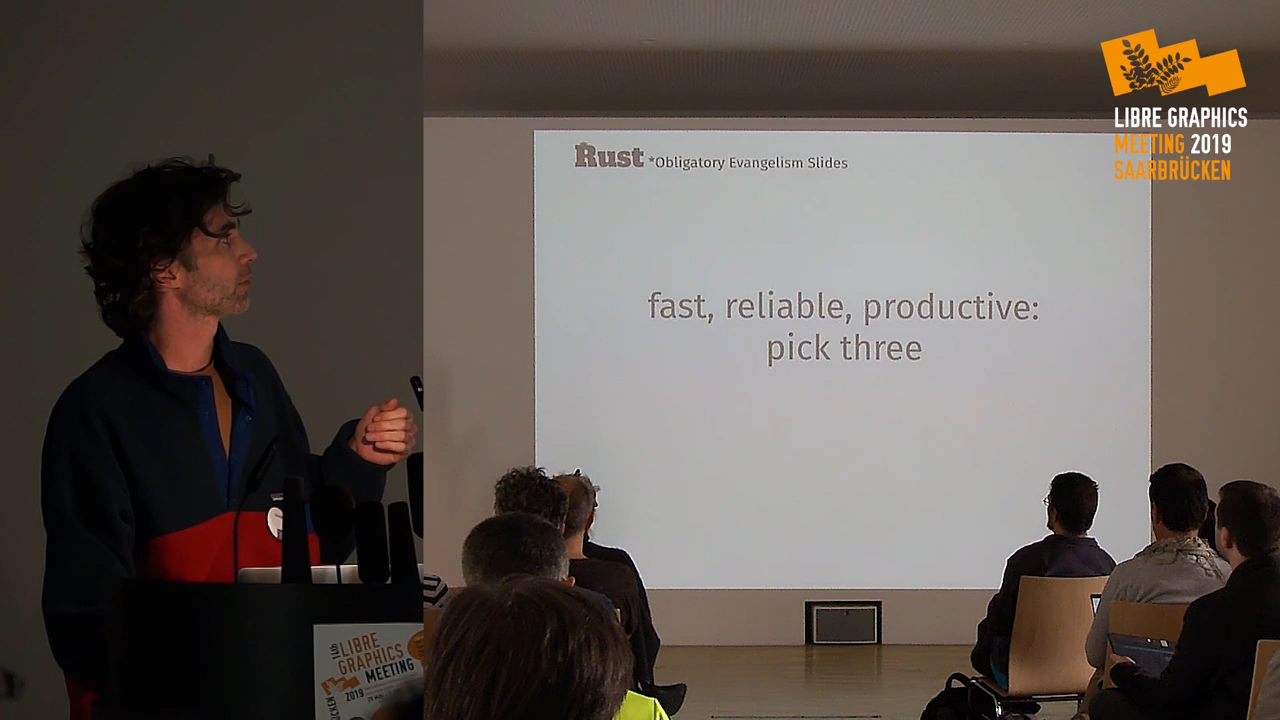 LIBRE GRAPHICS
MEETING 2019
SAARBRÜCKEN
Rust *Obligatory Evangelism Slides
fast, reliable, productive:
pick three
LIBRE
GRAPHICS
MEETING
2019